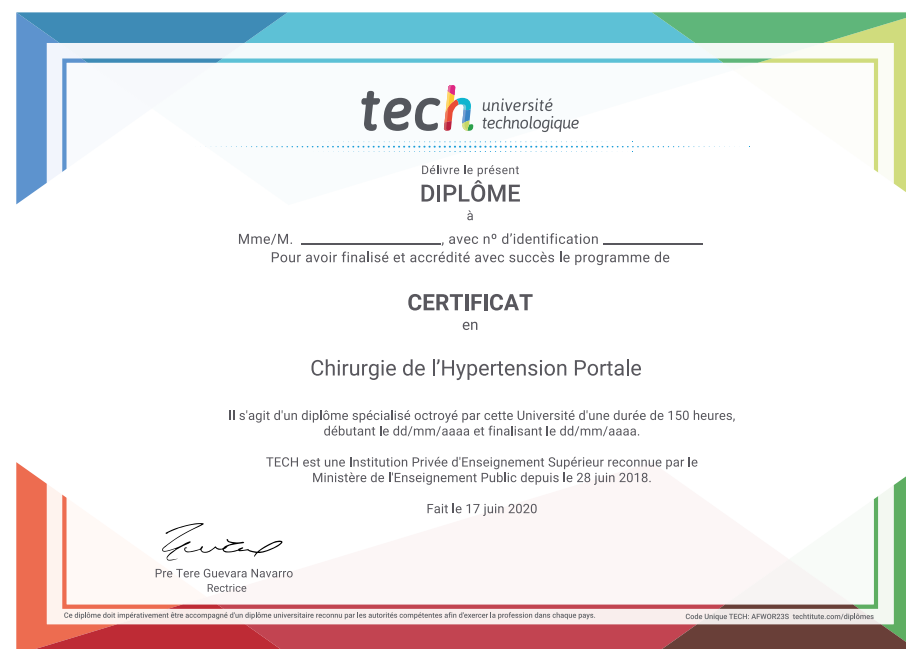 tech université
technologique
Délivre le présent
DIPLÔME
à
Mme/M. ____________________, avec nº d'identification ______________
Pour avoir finalisé et accrédité avec succès le programme de
CERTIFICAT
en
Chirurgie de l'Hypertension Portale
Il s'agit d'un diplôme spécialisé octroyé par cette Université d'une durée de 150 heures,
débutant le dd/mm/aaaa et finalisant le dd/mm/aaaa.
TECH est une Institution Privée d'Enseignement Supérieur reconnue par le
Ministère de l'Enseignement Public depuis le 28 juin 2018.
Fait le 17 juin 2020
Pre Tere Guevara Navarro
Rectrice
Ce diplôme doit impérativement être accompagné d'un diplôme universitaire reconnu par les autorités compétentes afin d'exercer la profession dans chaque pays.
Code Unique TECH: AFWOR23S techtitute.com/diplômes